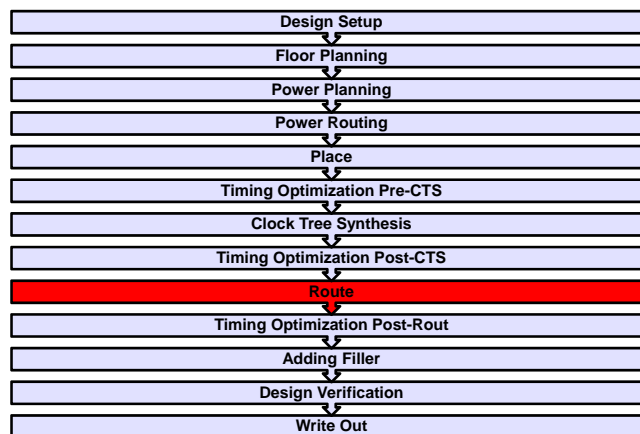 Design Setup
Floor Planning
Power Planning
Power Routing
Place
Timing Optimization Pre-CTS
Clock Tree Synthesis
Timing Optimization Post-CTS
Route
Timing Optimization Post-Rout
Adding Filler
Design Verification
Write Out